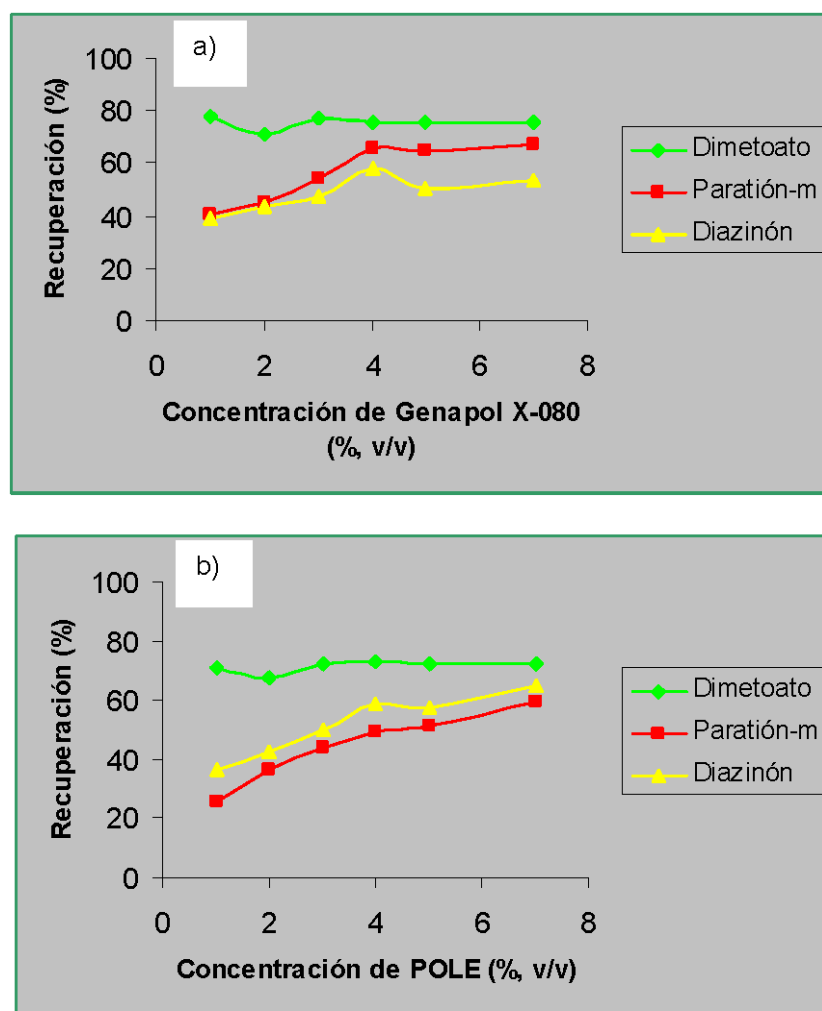 a)
100
80
60
40
20
0
Recuperación (%)
0 2 4 6 8
Concentración de Genapol X-080
(%, v/v)
Dimetoato
Paratión-m
Diazinón
b)
100
80
60
40
20
0
Recuperación (%)
0 2 4 6 8
Concentración de POLE (%, v/v)
Dimetoato
Paratión-m
Diazinón